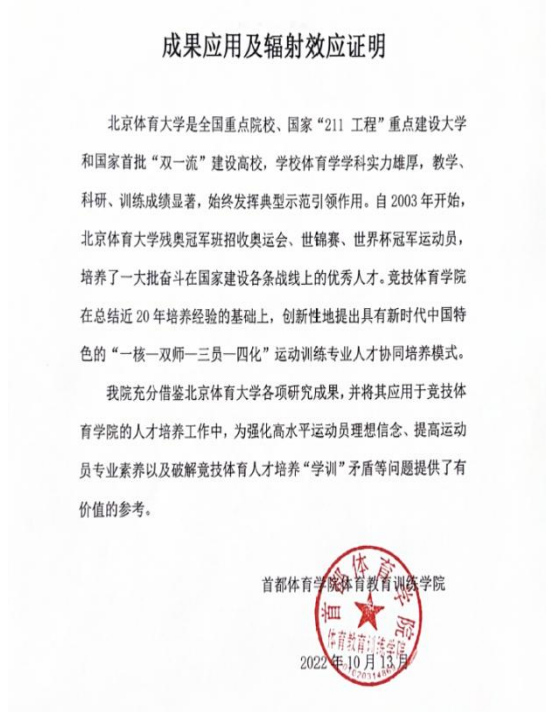 成果应用及辐射效应证明
北京体育大学是全国重点院校、国家“211 工程”重点建设大学
和国家首批“双一流”建设高校，学校体育学学科实力雄厚，教学、
科研、训练成绩显著，始终发挥典型示范引领作用。自 2003 年开始，
北京体育大学残奥冠军班招收奥运会、世锦赛、世界杯冠军运动员，
培养了一大批奋斗在国家建设各条战线上的优秀人才。竞技体育学院
在总结近 20 年培养经验的基础上，创新性地提出具有新时代中国特
色的“一核—双师—三员—四化”运动训练专业人才协同培养模式。
我院充分借鉴北京体育大学各项研究成果，并将其应用于竞技体
育学院的人才培养工作中，为强化高水平运动员理想信念、提高运动
员专业素养以及破解竞技体育人才培养“学训”矛盾等问题提供了有
价值的参考。
首都体育学院体育教育训练学院
首都体育学院
体育教育训练学院
2022 年 10 月 13 日